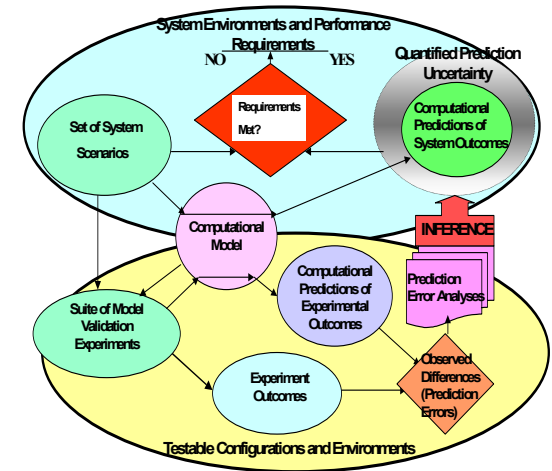 System Environments and Performance
Requirements
NO
YES
Quantified Prediction
Uncertainty
Requirements
Met?
Computational
Predictions of
System Outcomes
Set of System
Scenarios
Computational
Model
INFERENCE
Computational
Predictions of
Experimental
Outcomes
Prediction
Error Analyses
Suite of Model
Validation
Experiments
Experiment
Outcomes
Observed
Differences
(Prediction
Errors)
Testable Configurations and Environments